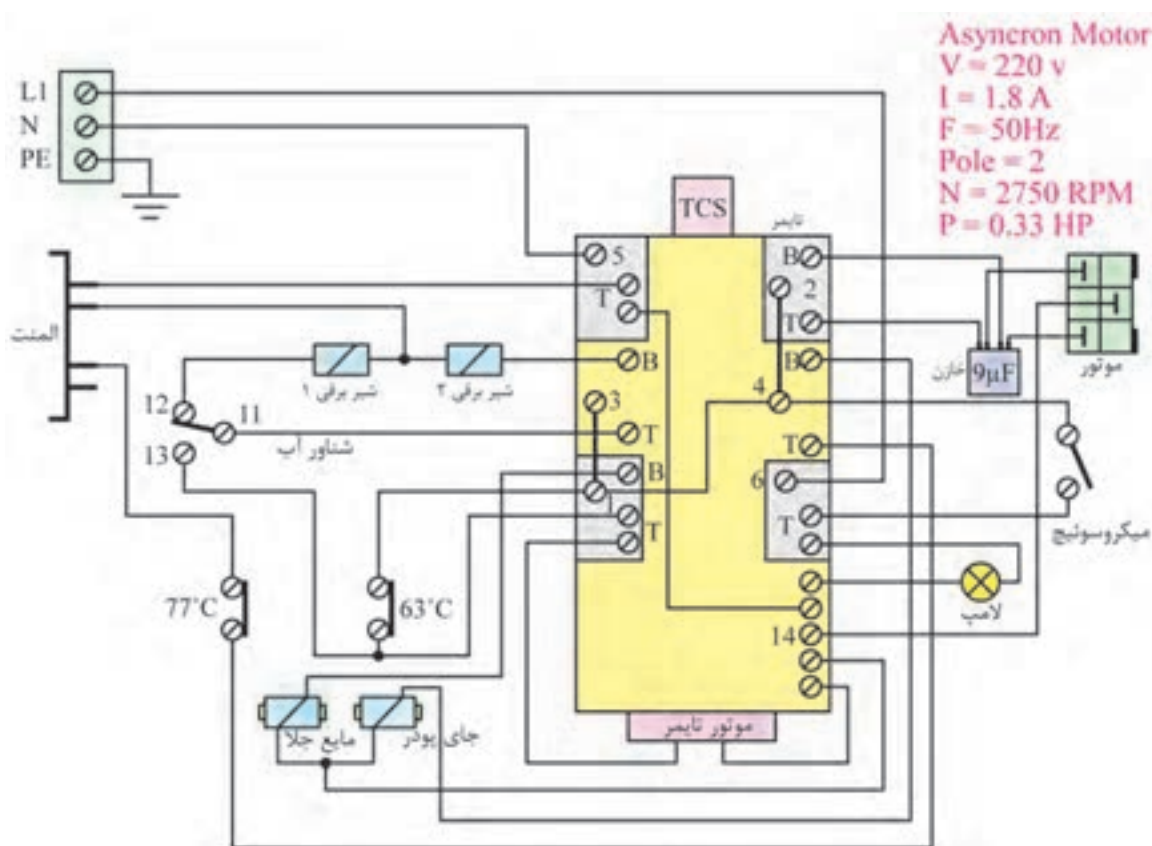 Asyncron Motor
V = 220 v
I = 1.8 A
F = 50Hz
Pole = 2
N = 2750 RPM
P = 0.33 HP
L1
N
PE
TCS
تایمر
5
T
B
2
T
B
9µF
خازن
موتور
المنت
شیر برقی ۱
شیر برقی ۲
B
3
4
B
12
11
13
شناور آب
T
T
B
1
T
6
T
میکروسوئیچ
77°C
63°C
14
لامپ
مایع جلا
جای پودر
موتور تایمر